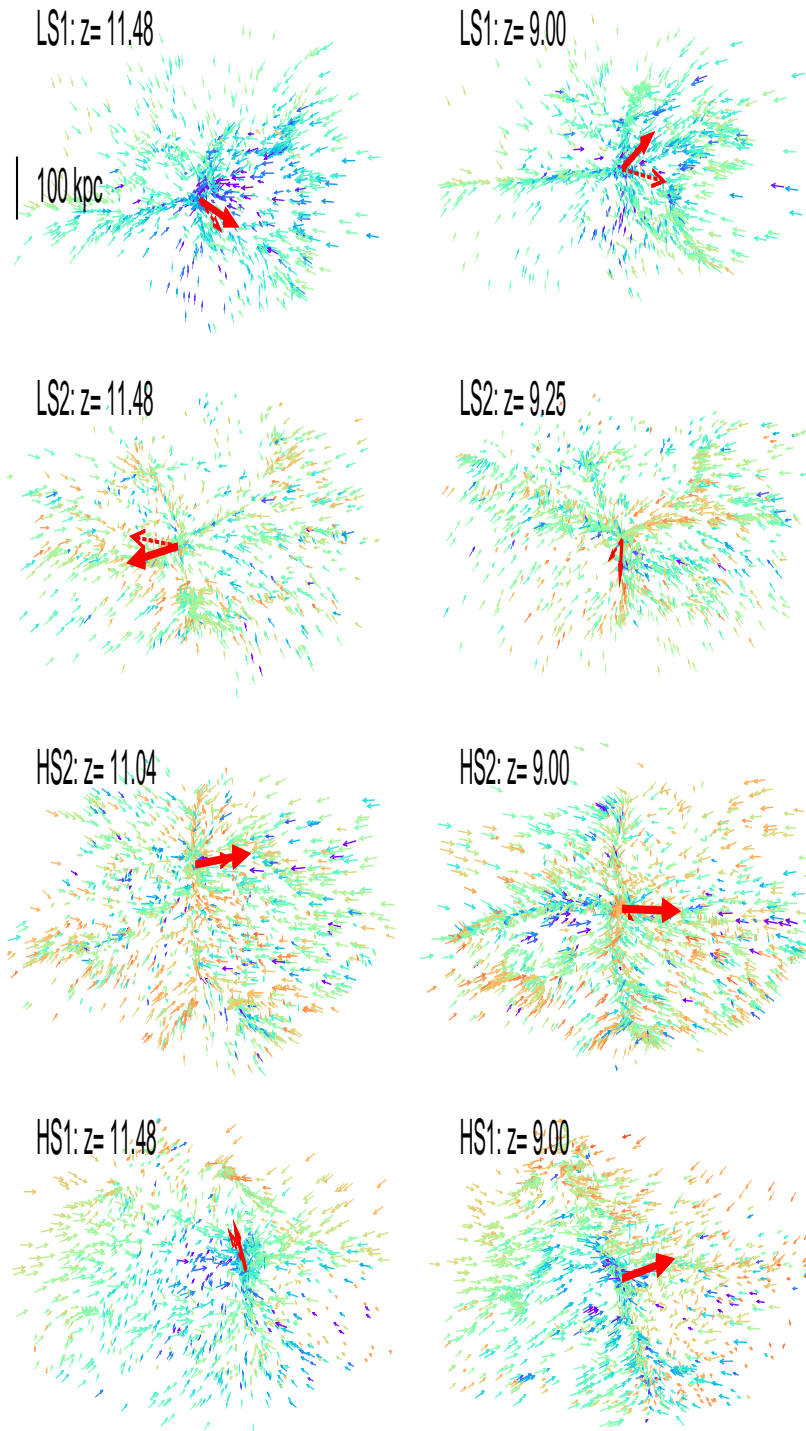 LS1: z= 11.48
LS1: z= 9.00
100 kpc
LS2: z= 11.48
LS2: z= 9.25
HS2: z= 11.04
HS2: z= 9.00
HS1: z= 11.48
HS1: z= 9.00